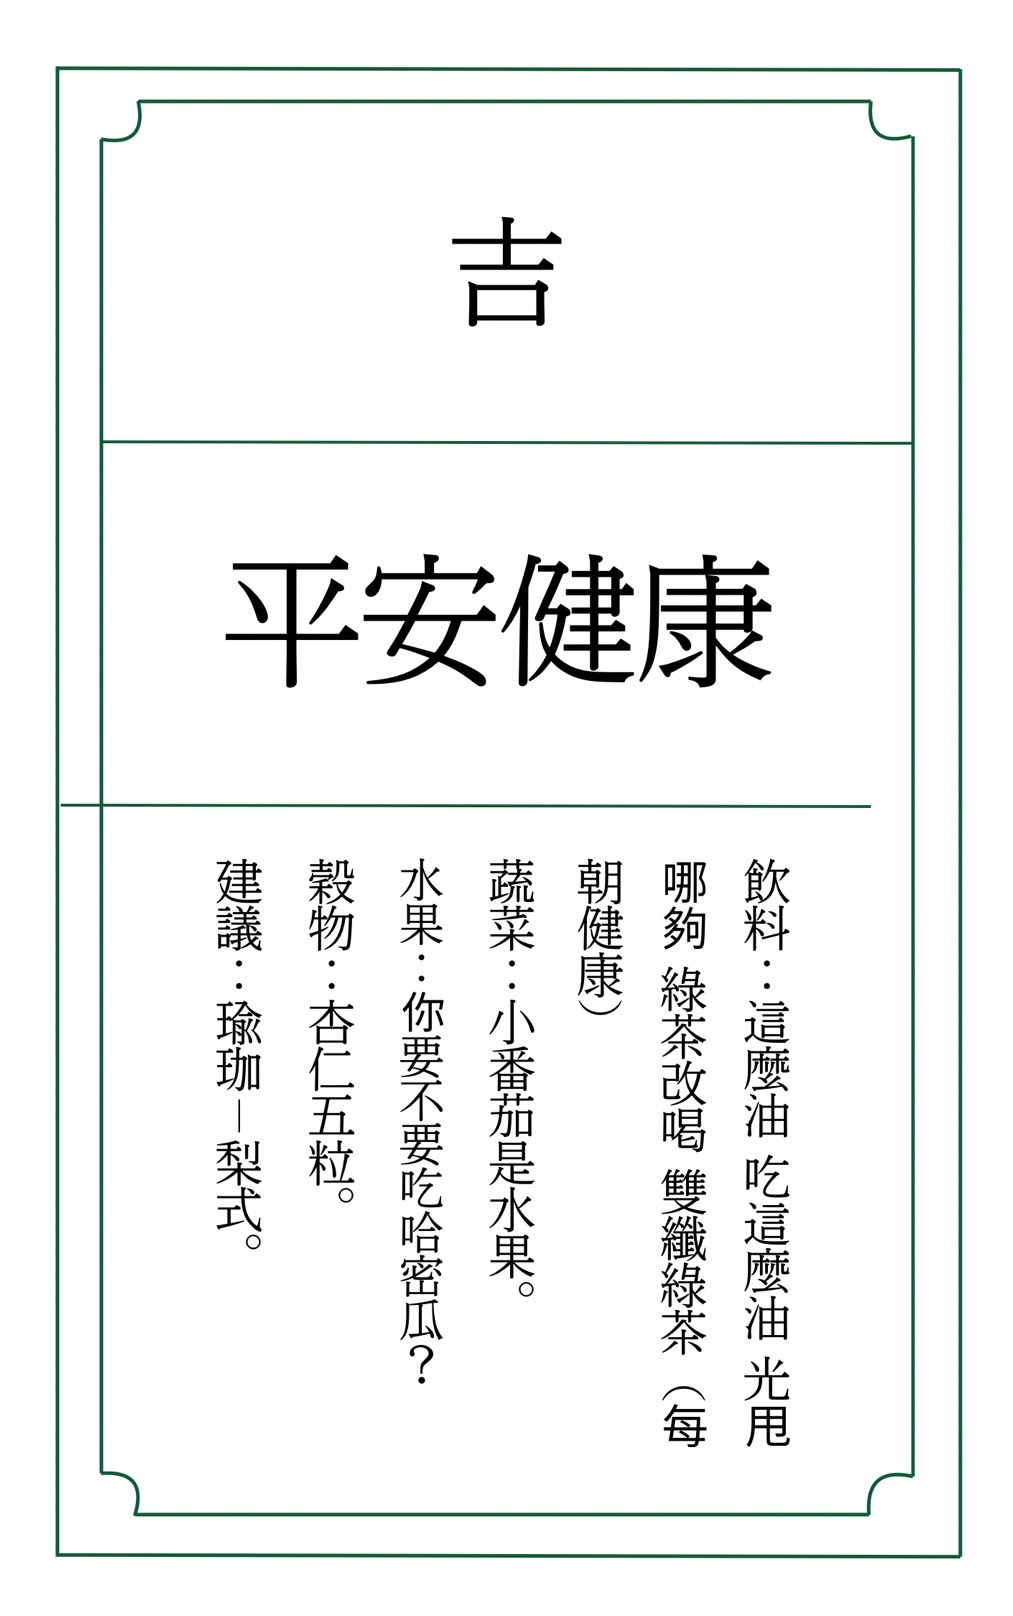 吉
平安健康
飲料：這麼油 吃這麼油 光甩
哪夠 綠茶改喝 雙纖綠茶（每
朝健康）
蔬菜：小番茄是水果。
水果：你要不要吃哈密瓜？
穀物：杏仁五粒。
建議：瑜珈－梨式。